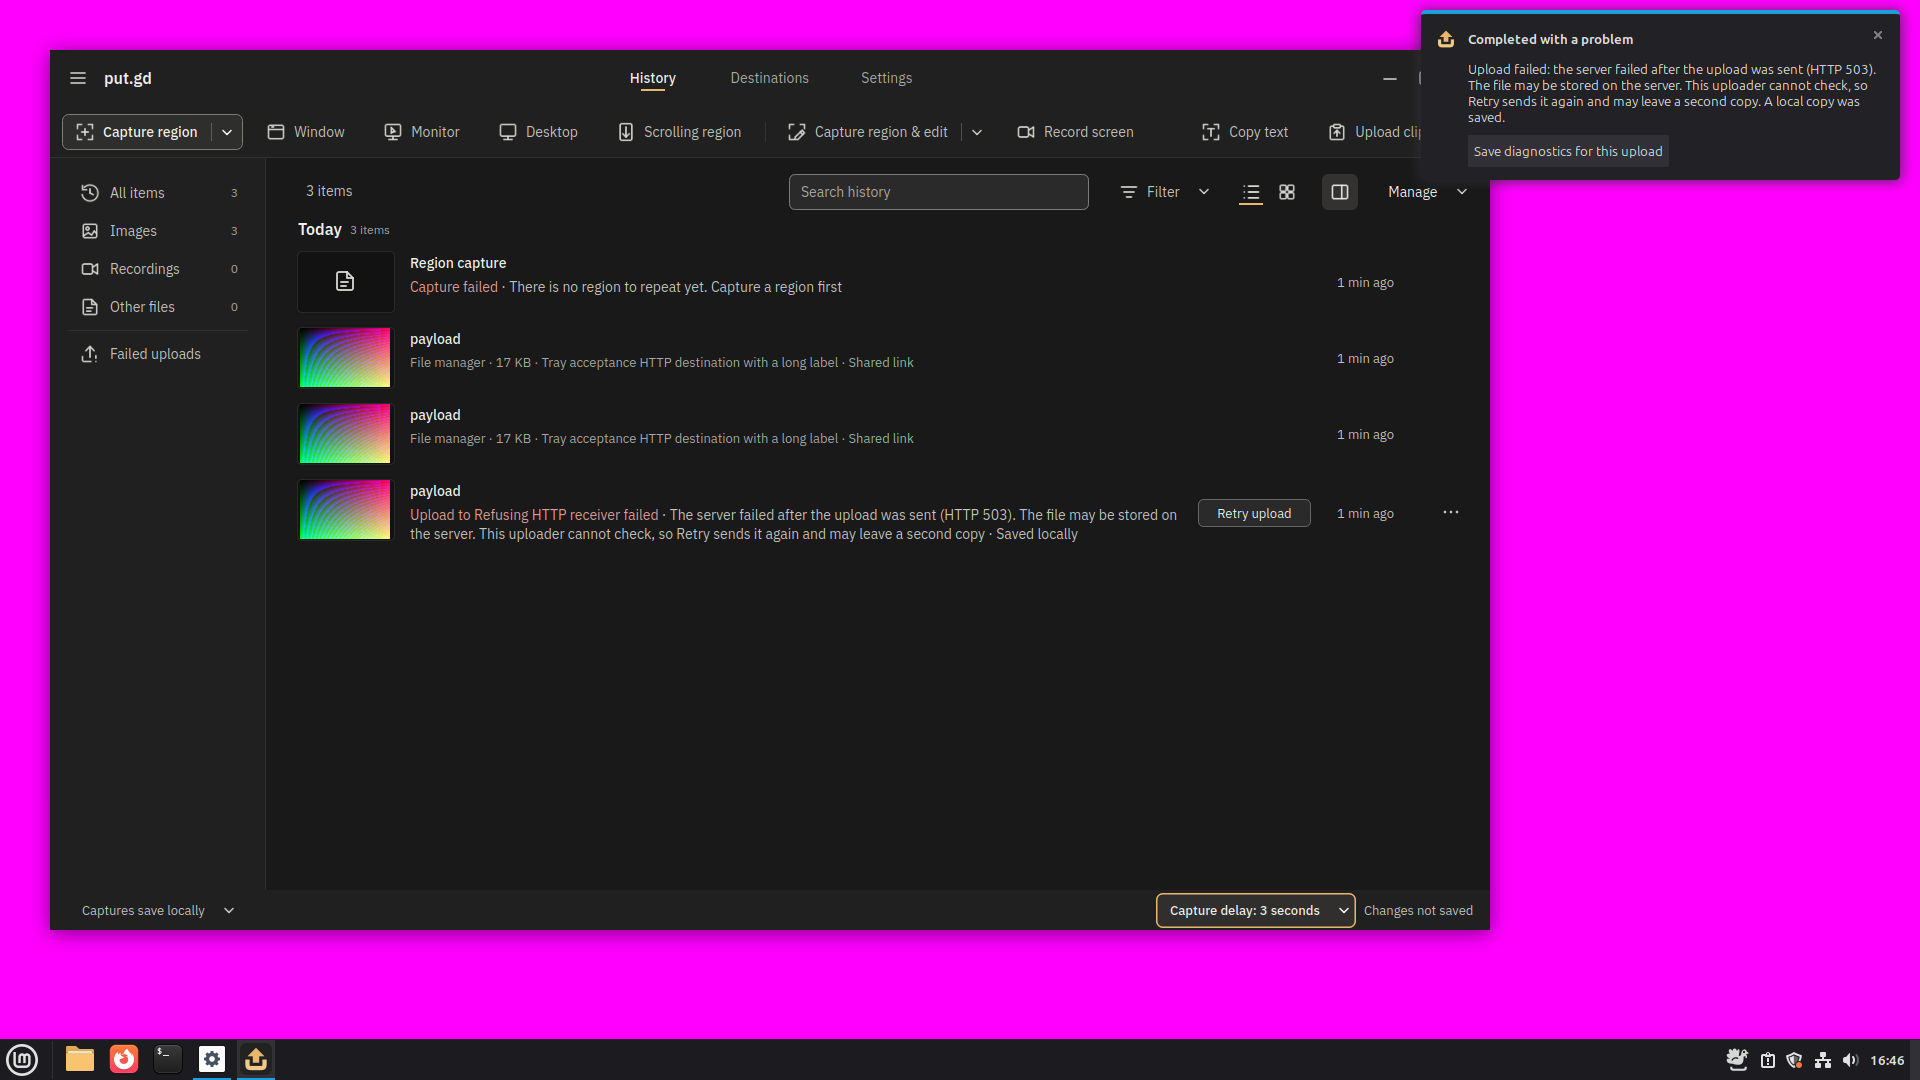 put.gd
History
Destinations
Settings
Capture region
Window
Monitor
Desktop
Scrolling region
Capture region & edit
Record screen
Copy text
Upload cli
Completed with a problem
Upload failed: the server failed after the upload was sent (HTTP 503).
The file may be stored on the server. This uploader cannot check, so
Retry sends it again and may leave a second copy. A local copy was
saved.
Save diagnostics for this upload
All items 3
Images 3
Recordings 0
Other files 0
Failed uploads
3 items
Search history
Filter
Manage
Today 3 items
Region capture
Capture failed · There is no region to repeat yet. Capture a region first
1 min ago
payload
File manager · 17 KB · Tray acceptance HTTP destination with a long label · Shared link
1 min ago
payload
File manager · 17 KB · Tray acceptance HTTP destination with a long label · Shared link
1 min ago
payload
Upload to Refusing HTTP receiver failed · The server failed after the upload was sent (HTTP 503). The file may be stored on
the server. This uploader cannot check, so Retry sends it again and may leave a second copy · Saved locally
Retry upload
1 min ago
Captures save locally
Capture delay: 3 seconds
Changes not saved
16:46